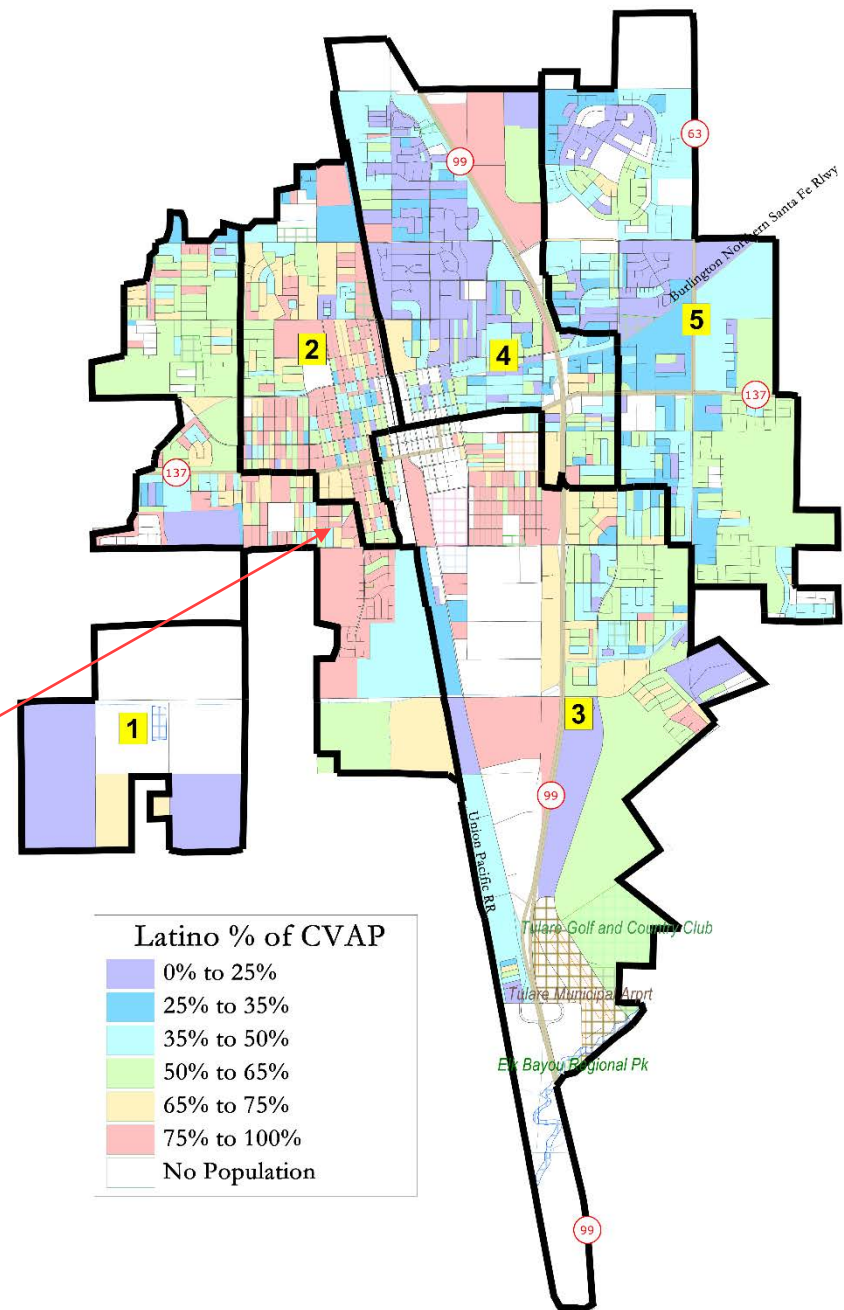 99
63
Burlington Northern Santa Fe Rlwy
5
2
4
137
137
1
3
99
Union Pacific RR
Latino % of CVAP
0% to 25%
25% to 35%
35% to 50%
50% to 65%
65% to 75%
75% to 100%
No Population
Tulare Golf and Country Club
Tulare Municipal Arprt
Elk Bayou Regional Pk
99